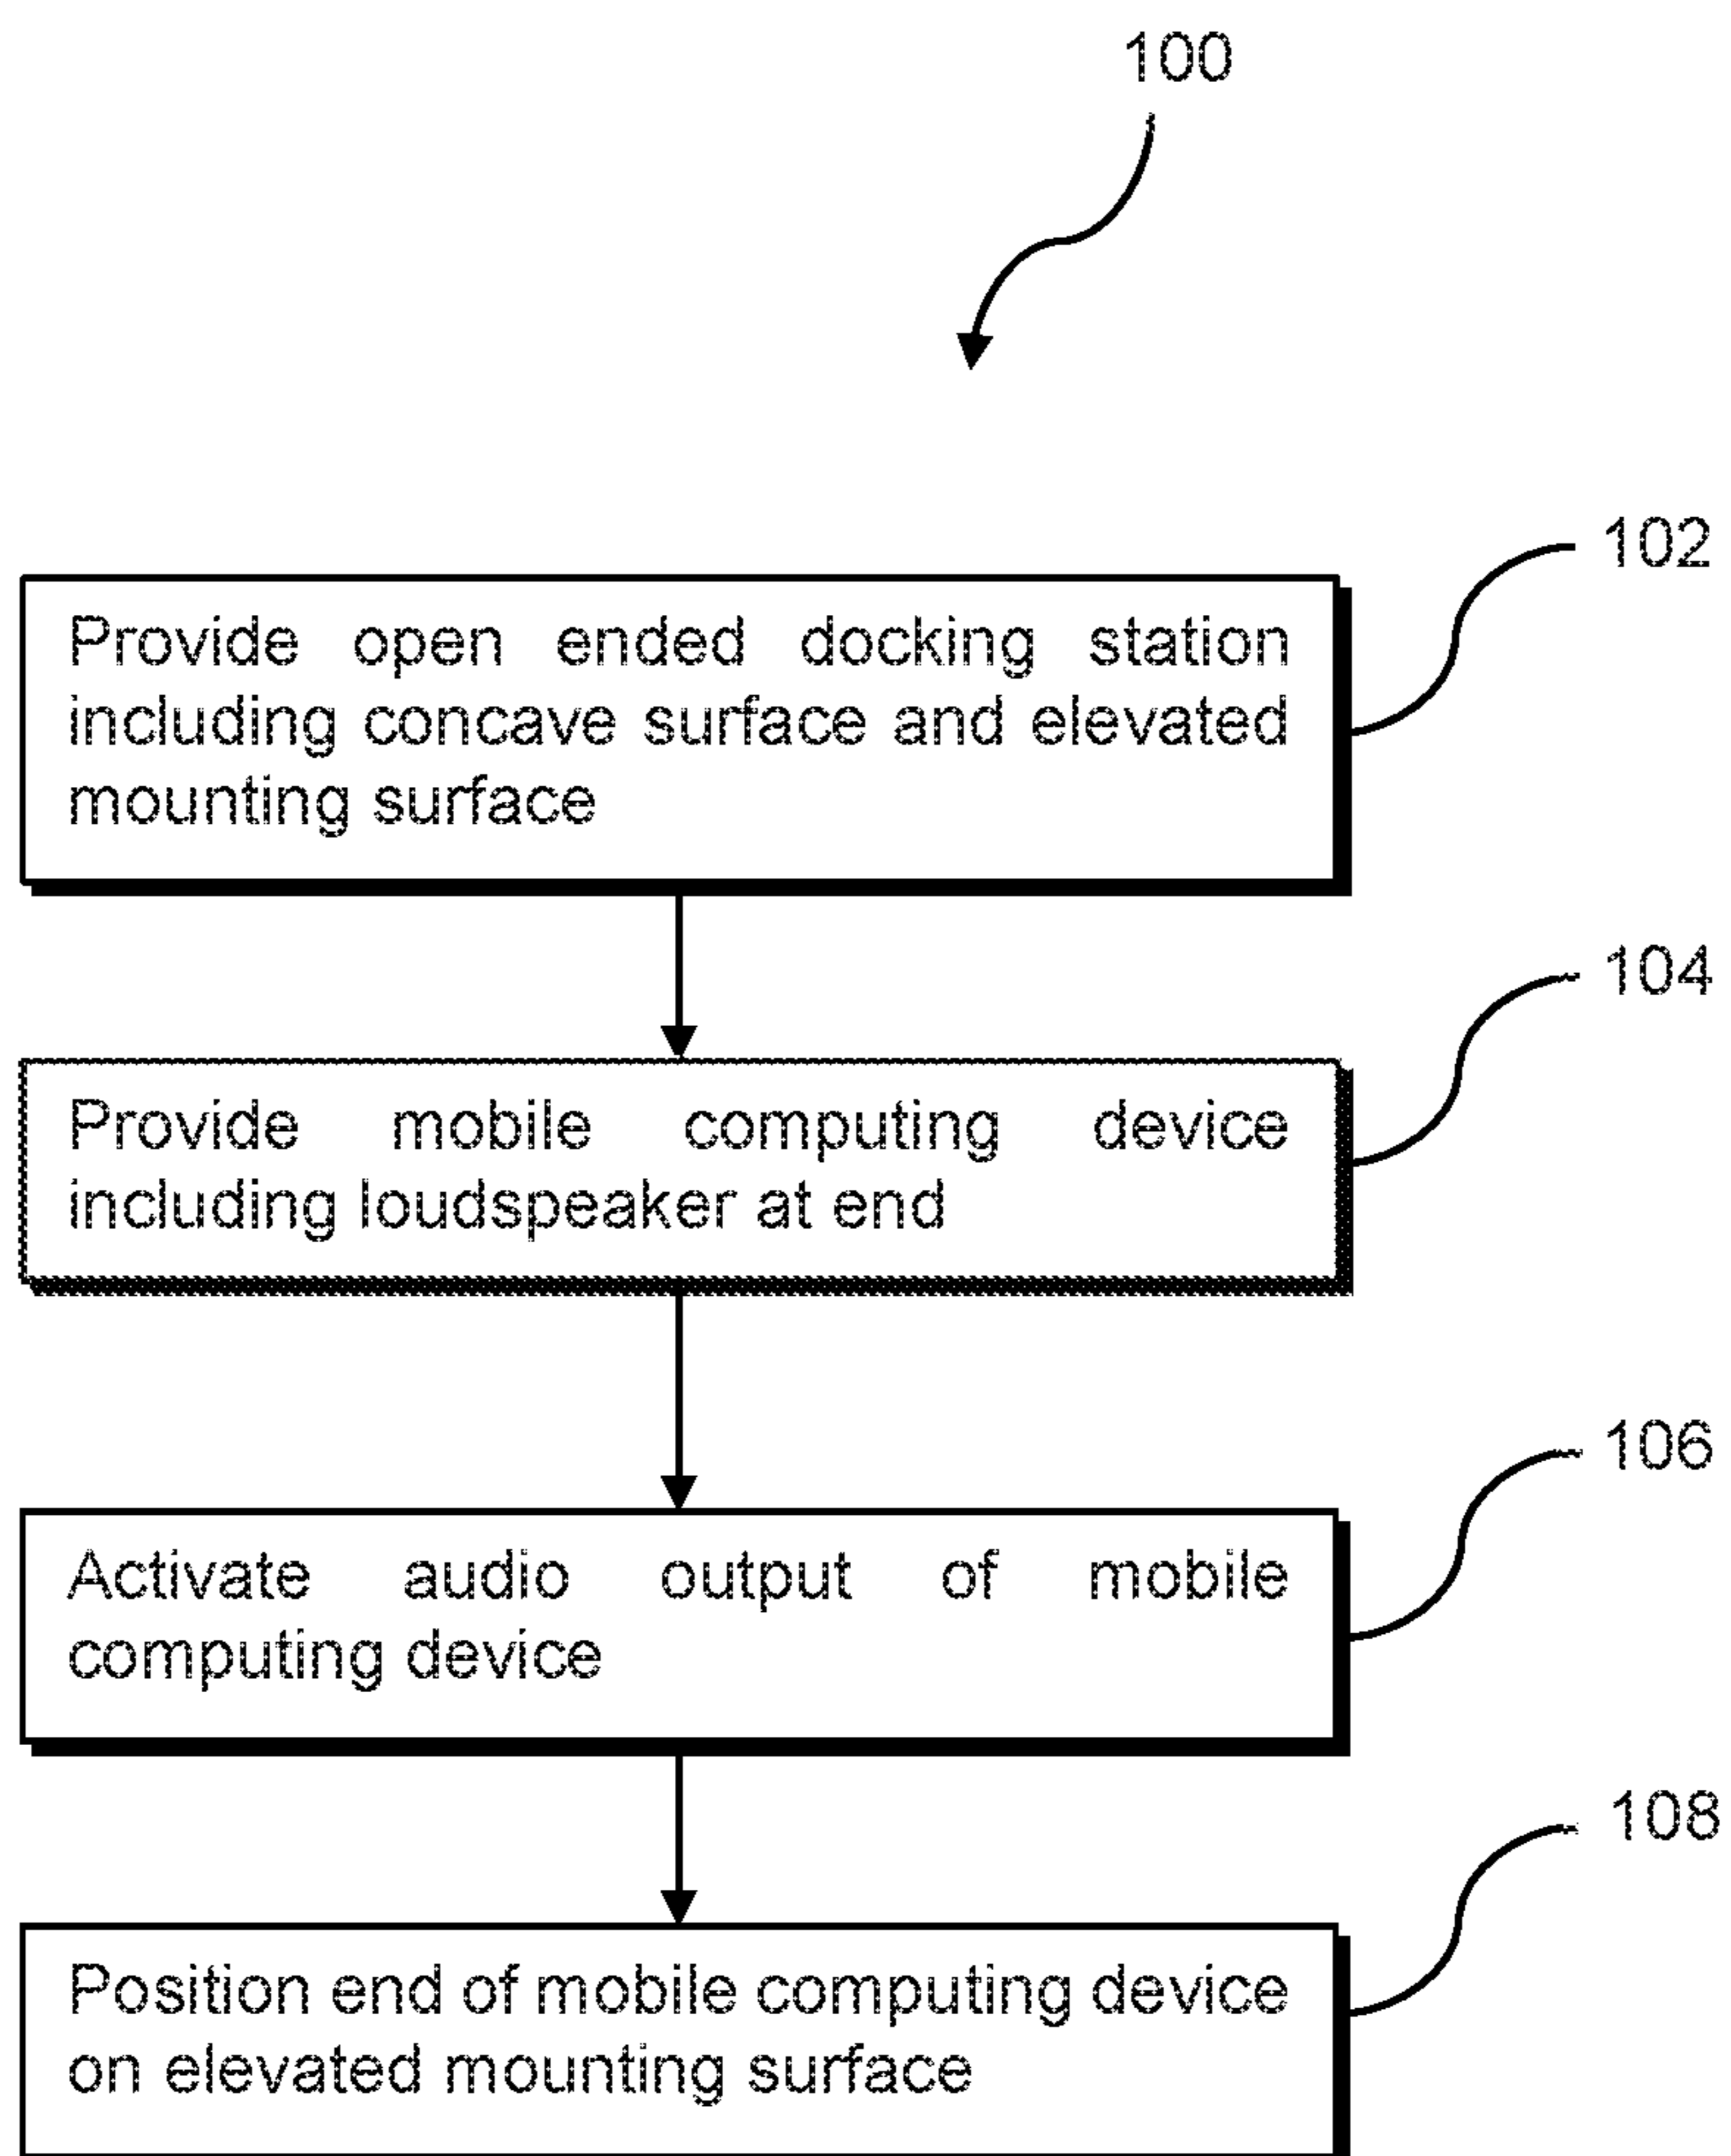 100
102
Provide open ended docking station
including concave surface and elevated
mounting surface
104
Provide mobile computing device
including loudspeaker at end
106
Activate audio output of mobile
computing device
108
Position end of mobile computing device
on elevated mounting surface